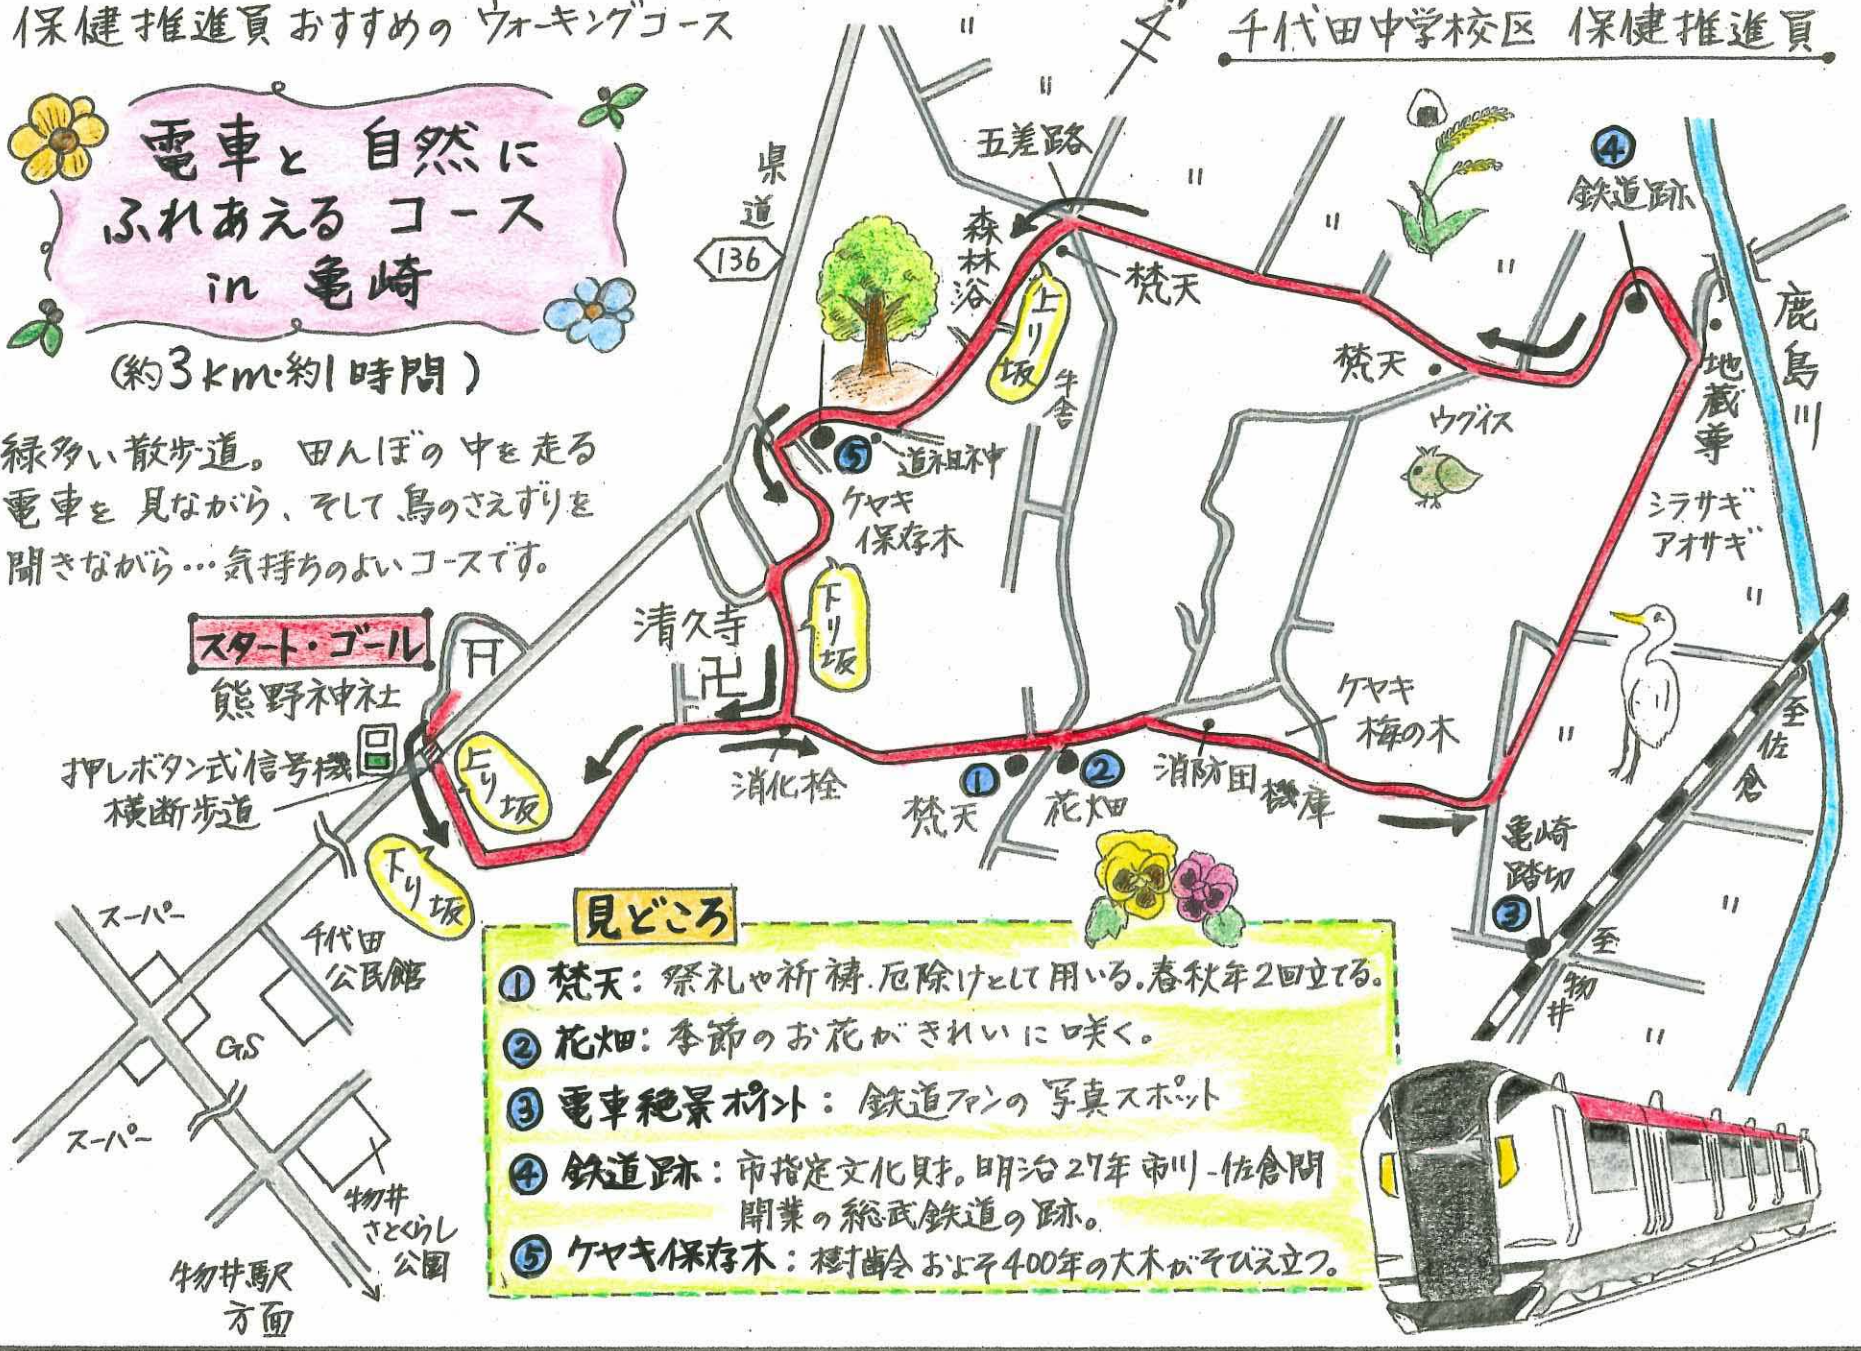 保健推進員おすすめの ウォーキングコース
千代田中学校区 保健推進員
電車と 自然に
ふれあえる コース
in 亀崎
(約3km・約1時間)
緑多い散歩道。田んぼの中を走る
電車を見ながら、そして鳥のさえずりを
聞きながら…気持ちのよいコースです。
スタート・ゴール
熊野神社
押しボタン式信号機
横断歩道
上り坂
下り坂
県道
136
五差路
森林浴
梵天
上り坂
牛舎
④
鉄道跡
鹿島川
地蔵尊
梵天
ウグイス
シラサギ
アオサギ
⑤
道祖神
ケヤキ
保存木
下り坂
清久寺
卍
消化栓
①
梵天
②
花畑
消防団
機庫
ケヤキ
梅の木
至佐倉
亀崎
踏切
③
至物井
スーパー
千代田
公民館
GS
スーパー
物井
さとくらし
公園
物井駅
方面
見どころ
① 梵天：祭礼や祈祷、厄除けとして用いる。春秋年2回立てる。
② 花畑：季節のお花がきれいに咲く。
③ 電車絶景ポイント：鉄道ファンの写真スポット
④ 鉄道跡：市指定文化財。明治27年市川-佐倉間
開業の総武鉄道の跡。
⑤ ケヤキ保存木：樹齢およそ400年の大木がそびえ立つ。